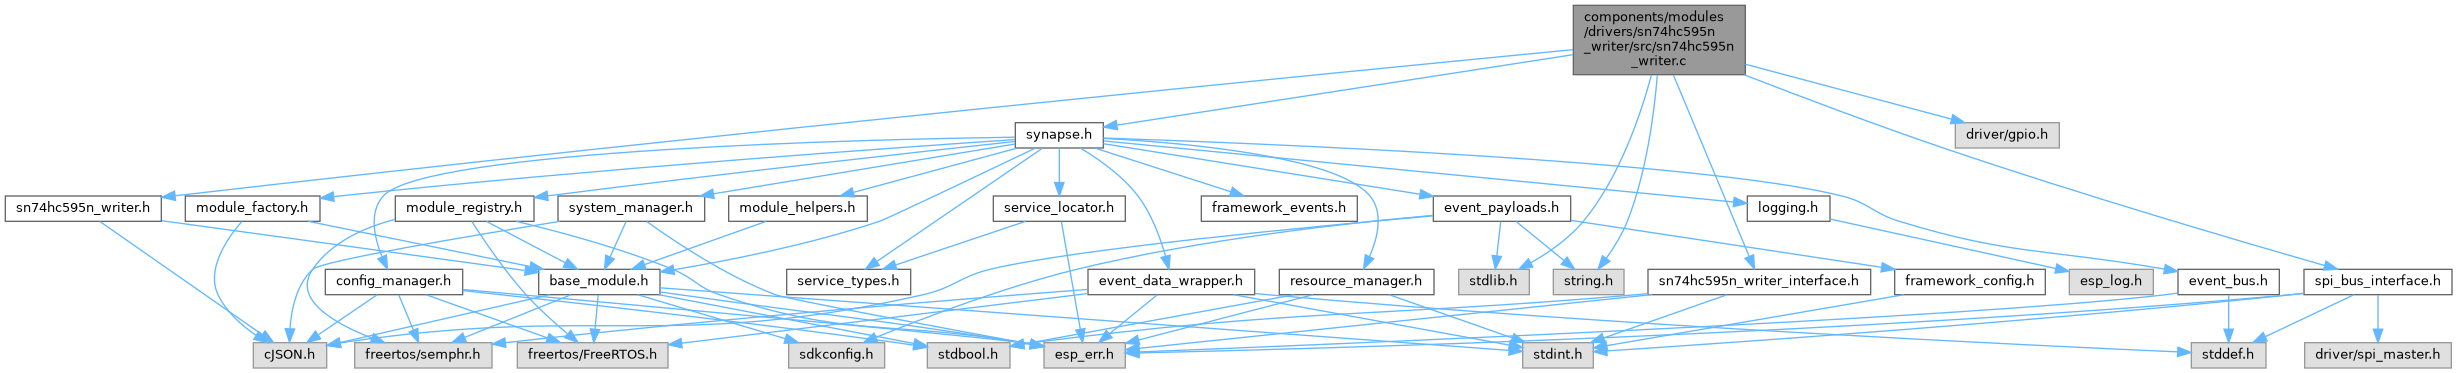 components/modules
/drivers/sn74hc595n
_writer/src/sn74hc595n
_writer.c
synapse.h
driver/gpio.h
sn74hc595n_writer.h
module_factory.h
module_registry.h
system_manager.h
module_helpers.h
service_locator.h
framework_events.h
event_payloads.h
logging.h
config_manager.h
base_module.h
service_types.h
event_data_wrapper.h
resource_manager.h
stdlib.h
string.h
sn74hc595n_writer_interface.h
framework_config.h
esp_log.h
event_bus.h
spi_bus_interface.h
cJSON.h
freertos/semphr.h
freertos/FreeRTOS.h
sdkconfig.h
stdbool.h
esp_err.h
stdint.h
stddef.h
driver/spi_master.h